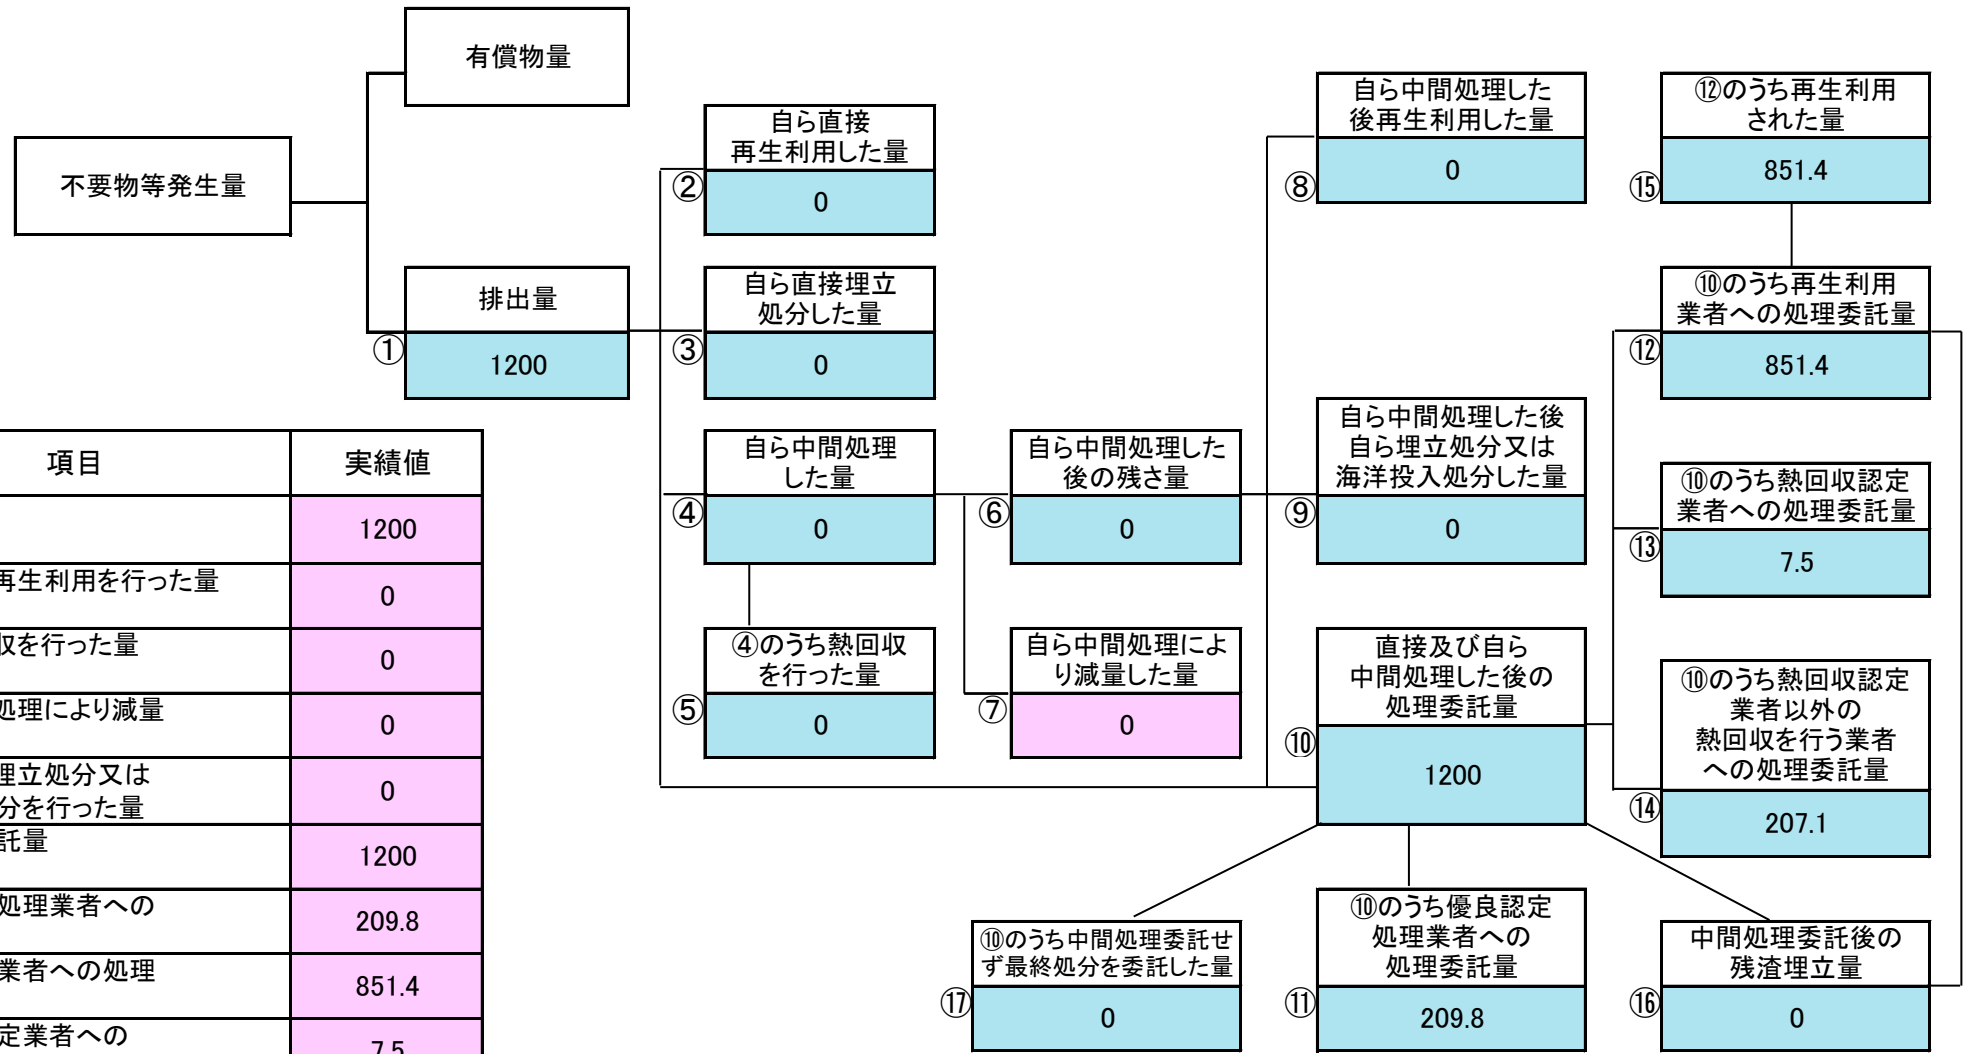 有償物量
不要物等発生量
排出量
①
1200
自ら直接
再生利用した量
②
0
自ら直接埋立
処分した量
③
0
自ら中間処理
した量
④
0
④のうち熱回収
を行った量
⑤
0
自ら中間処理した
後の残さ量
⑥
0
自ら中間処理によ
り減量した量
⑦
0
自ら中間処理した
後再生利用した量
⑧
0
自ら中間処理した後
自ら埋立処分又は
海洋投入処分した量
⑨
0
直接及び自ら
中間処理した後の
処理委託量
⑩
1200
⑫のうち再生利用
された量
⑮
851.4
⑩のうち再生利用
業者への処理委託量
⑫
851.4
⑩のうち熱回収認定
業者への処理委託量
⑬
7.5
⑩のうち熱回収認定
業者以外の
熱回収を行う業者
への処理委託量
⑭
207.1
⑩のうち中間処理委託せ
ず最終処分を委託した量
⑰
0
⑩のうち優良認定
処理業者への
処理委託量
⑪
209.8
中間処理委託後の
残渣埋立量
⑯
0
項目
実績値
1200
再生利用を行った量
0
収を行った量
0
処理により減量
0
埋立処分又は
分を行った量
0
託量
1200
処理業者への
209.8
業者への処理
851.4
定業者への
7.5